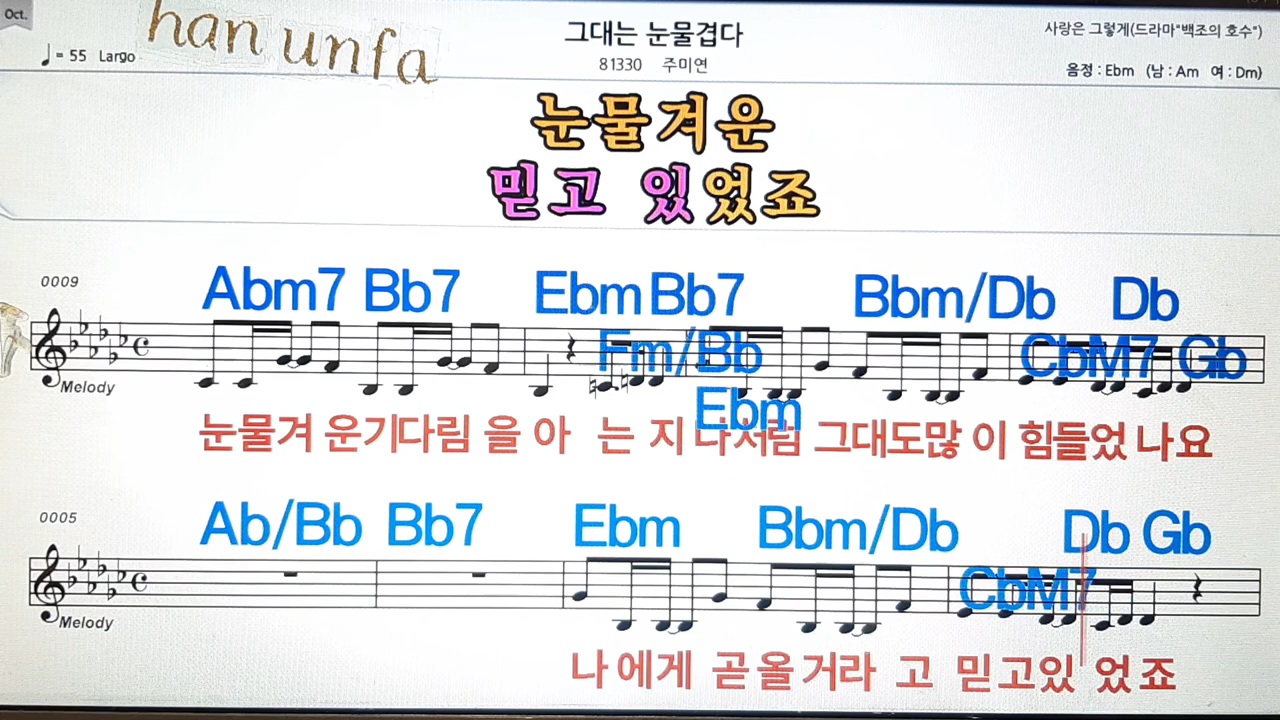 Oct.
han unfa
♩= 55 Largo
그대는 눈물겹다
81330 주미연
사랑은 그렇게(드라마"백조의 호수")
음정 : Ebm (남 : Am 여 : Dm)
눈물겨운
믿고 있었죠
0009
Abm7 Bb7 Ebm Bb7 Bbm/Db Db
Fm/Bb CbM7 Gb
Melody
Ebm
눈물겨 운기다림 을 아 는 지 나처럼 그대도많 이 힘들었 나요
0005
Ab/Bb Bb7 Ebm Bbm/Db Db Gb
CbM7
Melody
나 에게 곧올거라 고 믿고있 었죠